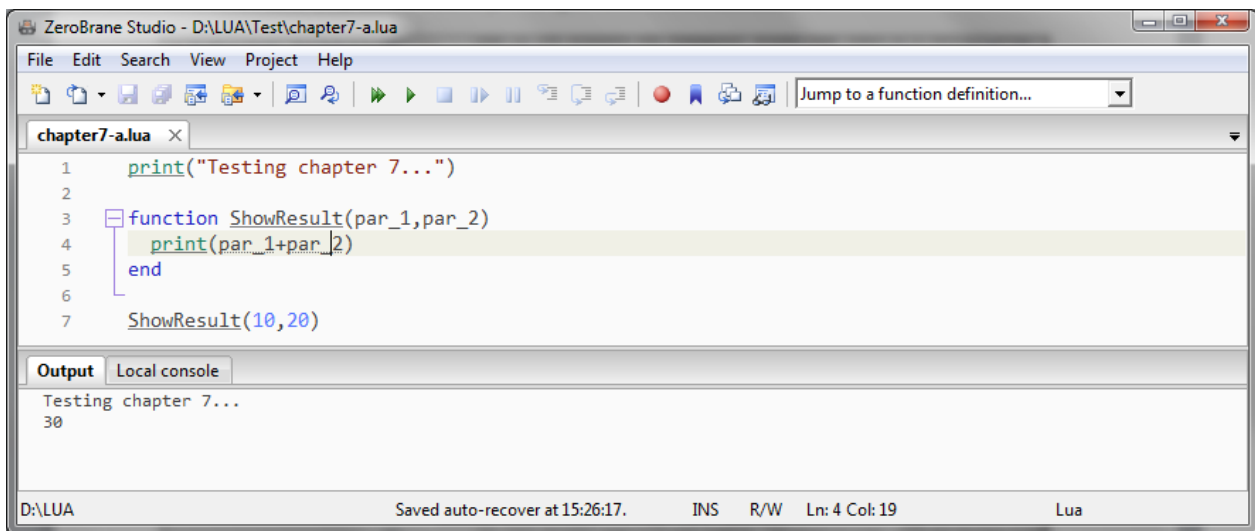 ZeroBrane Studio - D:\LUA\Test\chapter7-a.lua
File Edit Search View Project Help
Jump to a function definition...
chapter7-a.lua
1 print("Testing chapter 7...")
2
3 function ShowResult(par_1,par_2)
4 print(par_1+par_2)
5 end
6
7 ShowResult(10,20)
Output Local console
Testing chapter 7...
30
D:\LUA Saved auto-recover at 15:26:17. INS R/W Ln: 4 Col: 19 Lua